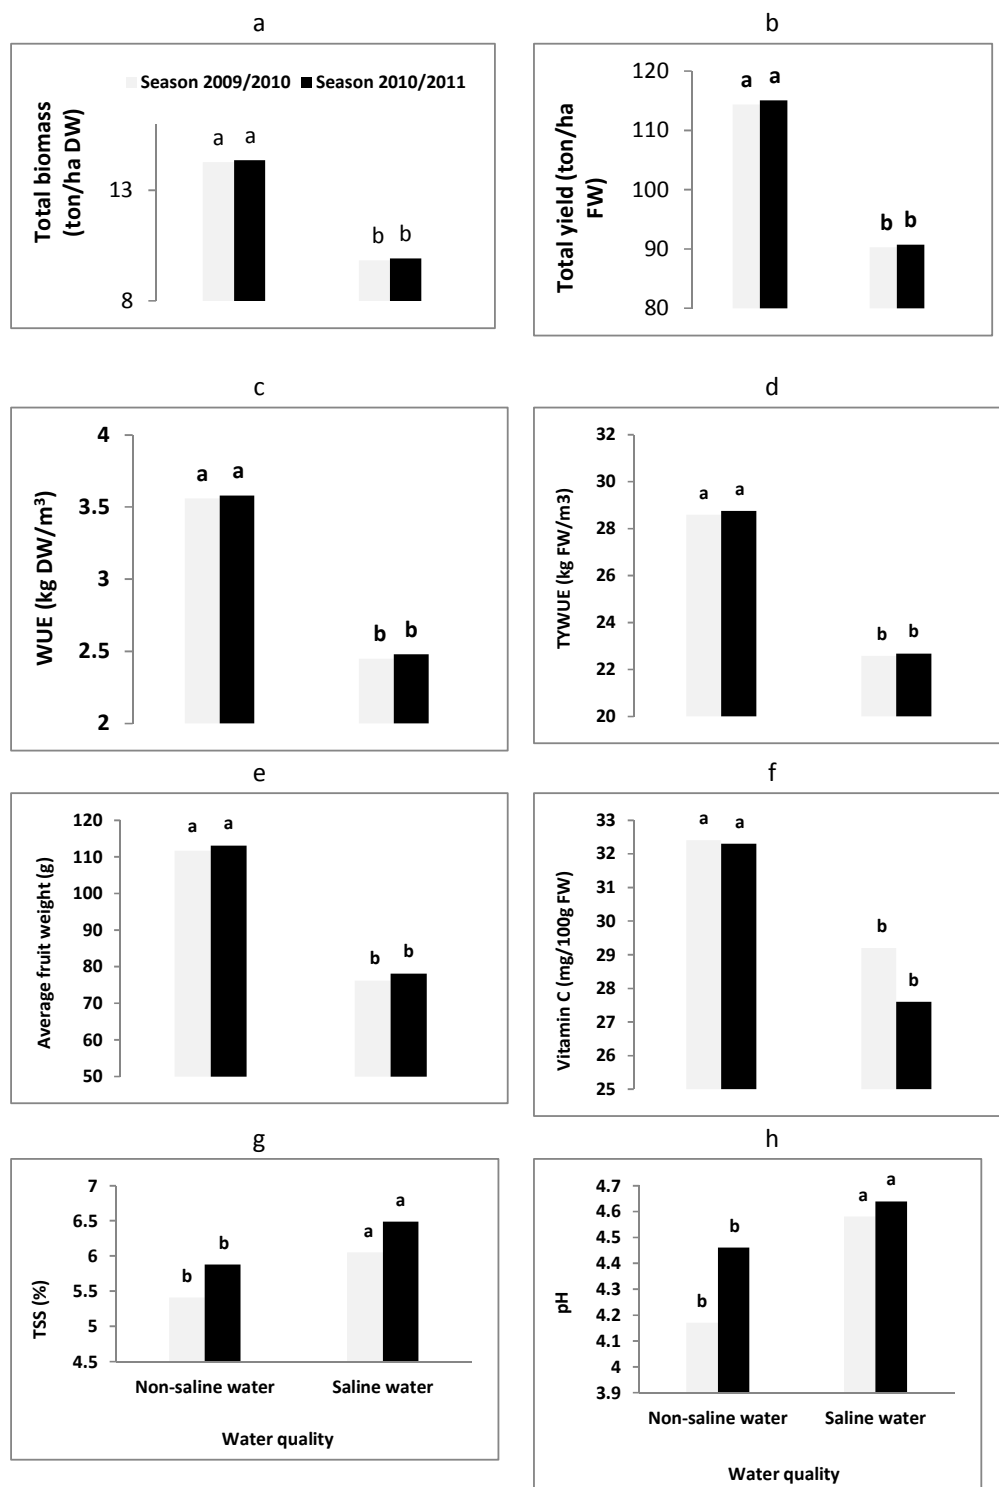 a
Season 2009/2010 Season 2010/2011
Total biomass
(ton/ha DW)
13
8
a a
b b
b
Total yield (ton/ha
FW)
120
110
100
90
80
a a
b b
c
WUE (kg DW/m³)
4
3.5
3
2.5
2
a a
b b
d
TYWUE (kg FW/m3)
32
30
28
26
24
22
20
a a
b b
e
Average fruit weight (g)
120
110
100
90
80
70
60
50
a a
b b
f
Vitamin C (mg/100g FW)
33
32
31
30
29
28
27
26
25
a a
b
b
g
TSS (%)
7
6.5
6
5.5
5
4.5
b b
a a
Non-saline water Saline water
Water quality
h
pH
4.7
4.6
4.5
4.4
4.3
4.2
4.1
4
3.9
b b
a a
Non-saline water Saline water
Water quality